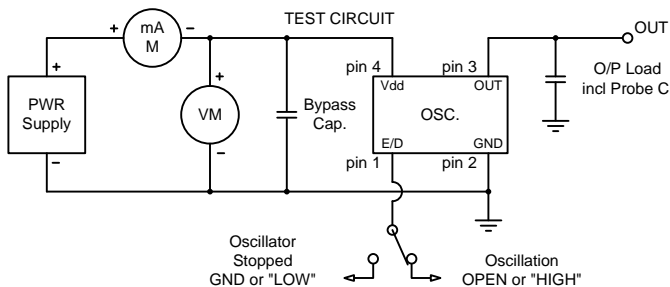 TEST CIRCUIT
mA
M
+
−
+
−
PWR
Supply
+
−
VM
Bypass
Cap.
pin 4
pin 3
Vdd
OUT
OSC.
E/D
GND
pin 1
pin 2
OUT
O/P Load
incl Probe C
Oscillator
Stopped
GND or "LOW"
Oscillation
OPEN or "HIGH"